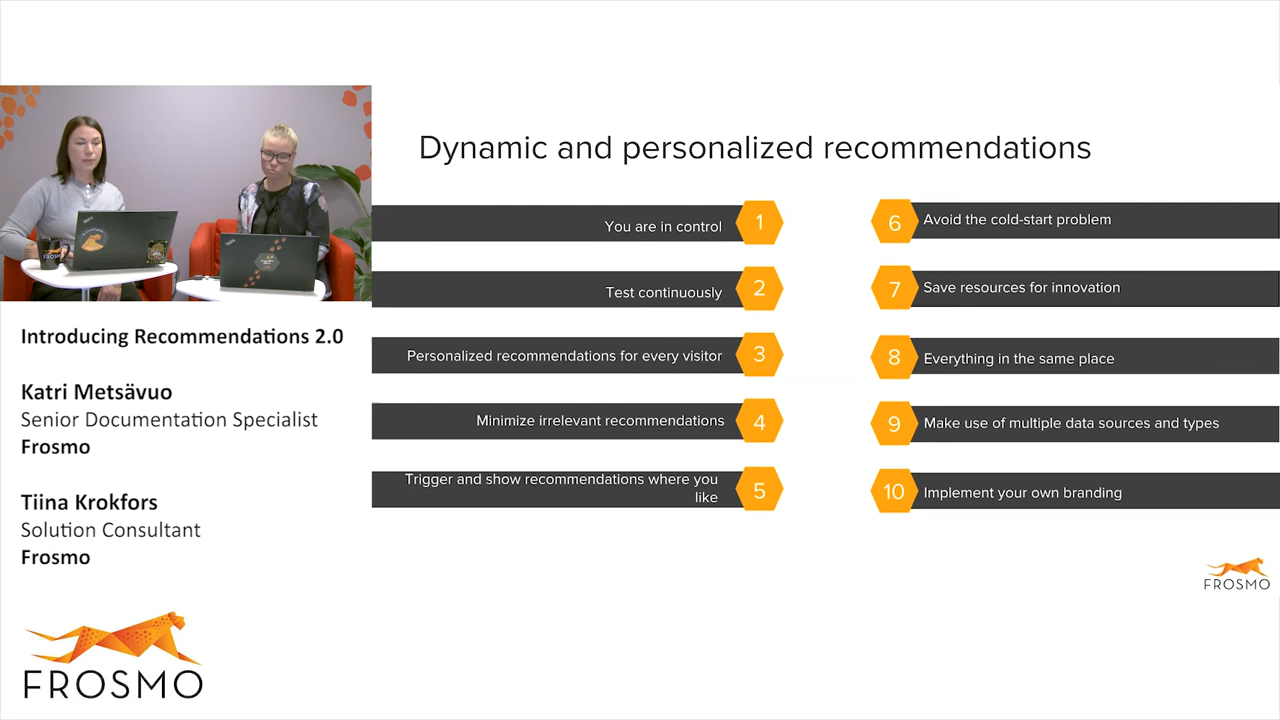 Dynamic and personalized recommendations
You are in control
1
Test continuously
2
Personalized recommendations for every visitor
3
Minimize irrelevant recommendations
4
Trigger and show recommendations where you
like
5
6
Avoid the cold-start problem
7
Save resources for innovation
8
Everything in the same place
9
Make use of multiple data sources and types
10
Implement your own branding
FROSMO
Introducing Recommendations 2.0
Katri Metsävuo
Senior Documentation Specialist
Frosmo
Tiina Krokfors
Solution Consultant
Frosmo
FROSMO